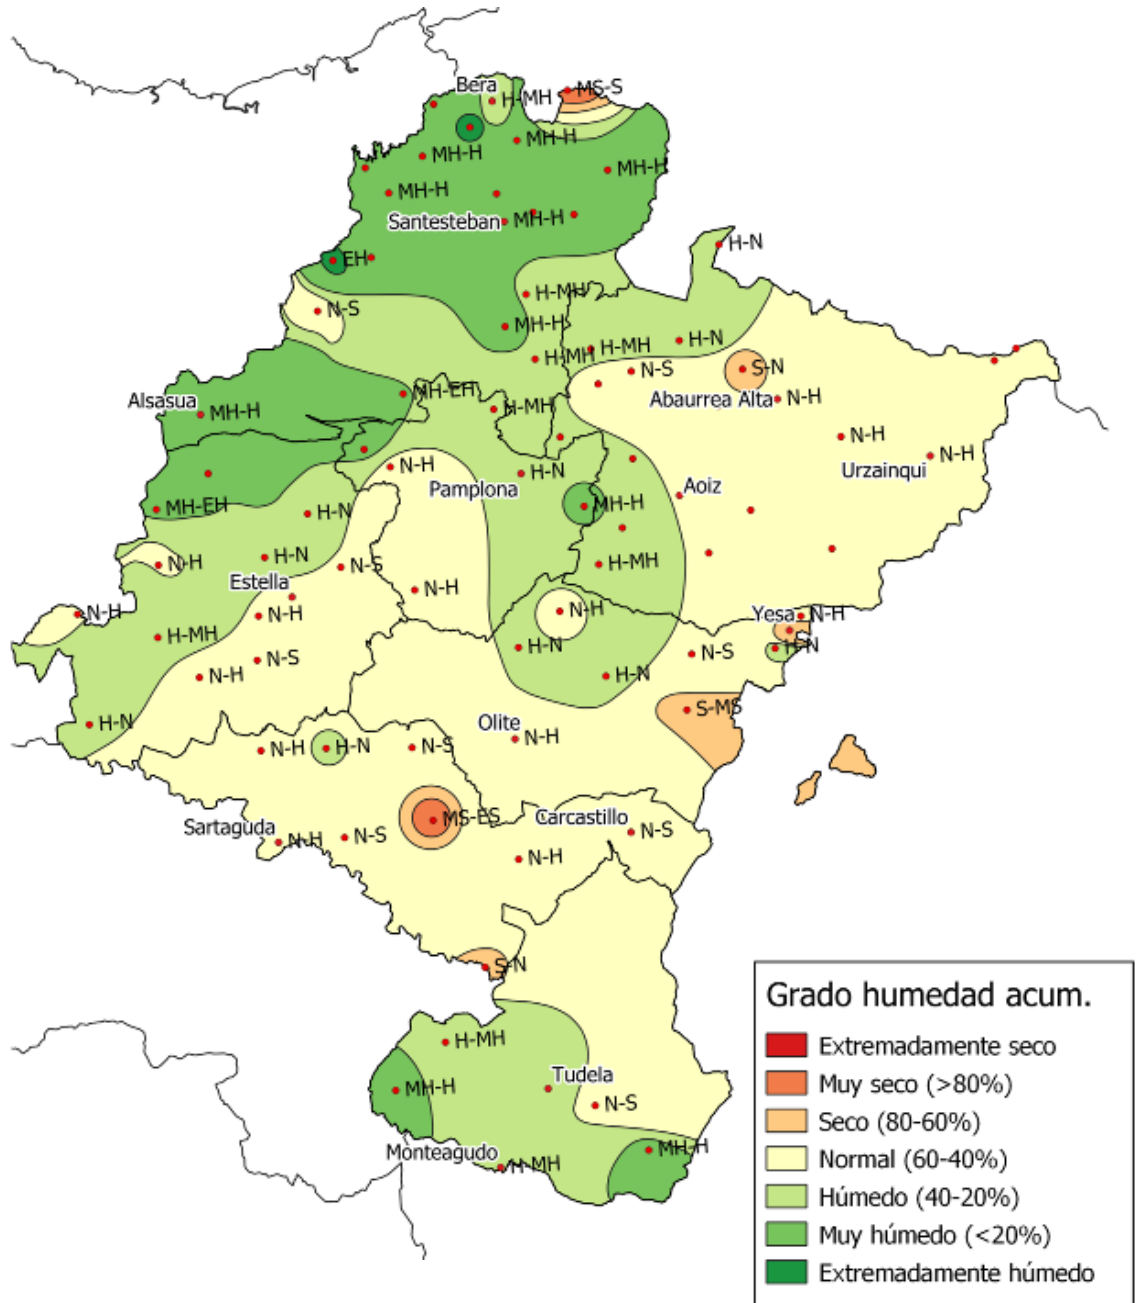 Bera
H-MH
MS-S
MH-H
MH-H
MH-H
MH-H
Santesteban
MH-H
H-N
EH
H-MH
N-S
MH-H
H-MH
H-MH
H-N
N-S
S-N
Abaurrea Alta
N-H
MH-EH
H-MH
Alsasua
MH-H
N-H
Urzainqui
N-H
N-H
Pamplona
H-N
Aoiz
MH-EH
H-N
MH-H
N-H
H-N
N-S
H-MH
Estella
N-H
N-H
N-H
N-H
Yesa
N-H
H-MH
H-N
N-S
H-N
N-H
N-S
H-N
S-MS
H-N
Olite
N-H
N-H
H-N
N-S
MS-ES
Carcastillo
Sartaguda
N-H
N-S
N-S
N-H
S-N
H-MH
MH-H
Tudela
N-S
Monteagudo
H-MH
MH-H
Grado humedad acum.
Extremadamente seco
Muy seco (>80%)
Seco (80-60%)
Normal (60-40%)
Húmedo (40-20%)
Muy húmedo (<20%)
Extremadamente húmedo